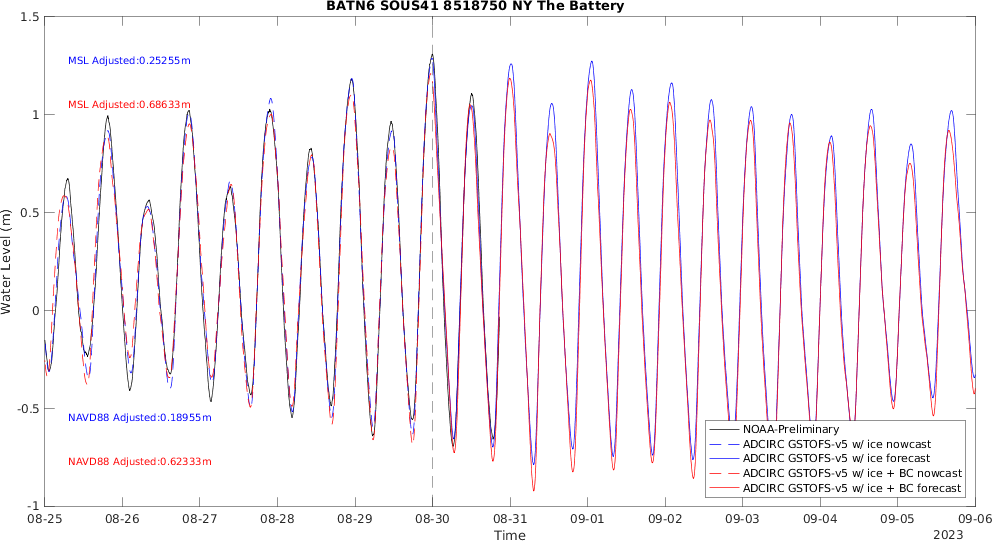 BATN6 SOUS41 8518750 NY The Battery
1.5
MSL Adjusted:0.25255m
MSL Adjusted:0.68633m
1
0.5
Water Level (m)
0
-0.5
NAVD88 Adjusted:0.18955m
NAVD88 Adjusted:0.62333m
NOAA-Preliminary
ADCIRC GSTOFS-v5 w/ ice nowcast
ADCIRC GSTOFS-v5 w/ ice forecast
ADCIRC GSTOFS-v5 w/ ice + BC nowcast
ADCIRC GSTOFS-v5 w/ ice + BC forecast
-1
08-25 08-26 08-27 08-28 08-29 08-30 08-31 09-01 09-02 09-03 09-04 09-05 09-06
Time
2023